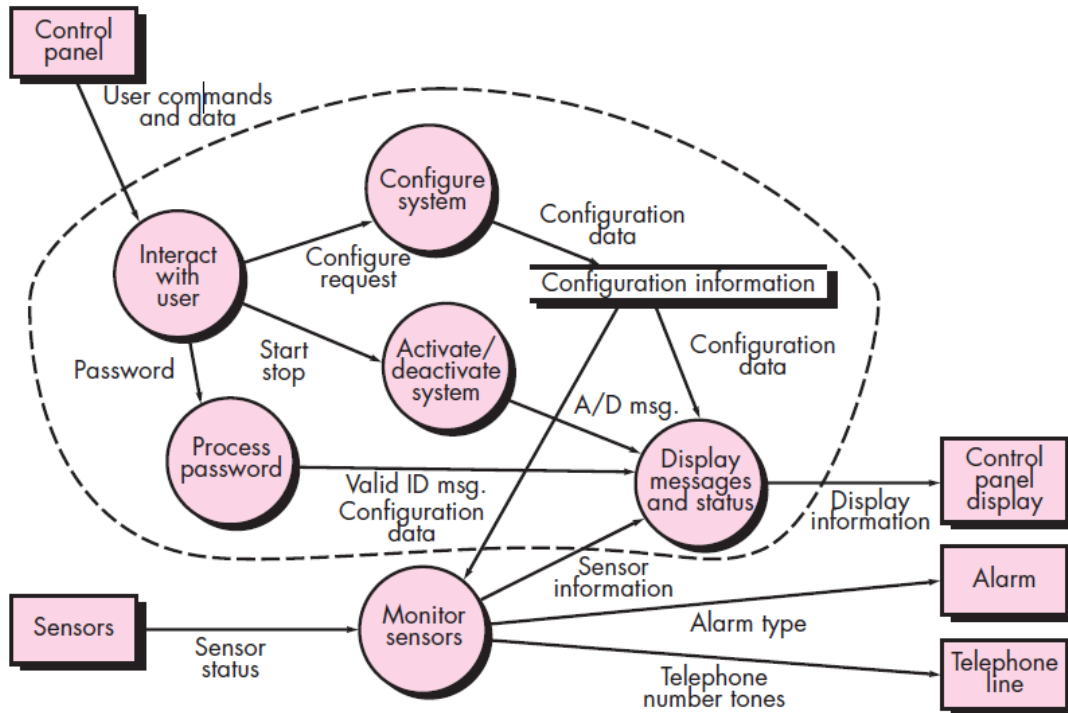 Control
panel
User commands
and data
Configure
system
Configuration
data
Interact
with
user
Configure
request
Configuration information
Password
Start
stop
Activate/
deactivate
system
Configuration
data
A/D msg.
Process
password
Valid ID msg.
Configuration
data
Display
messages
and status
Control
panel
display
Display
information
Sensors
Sensor
status
Monitor
sensors
Sensor
information
Alarm type
Alarm
Telephone
number tones
Telephone
line